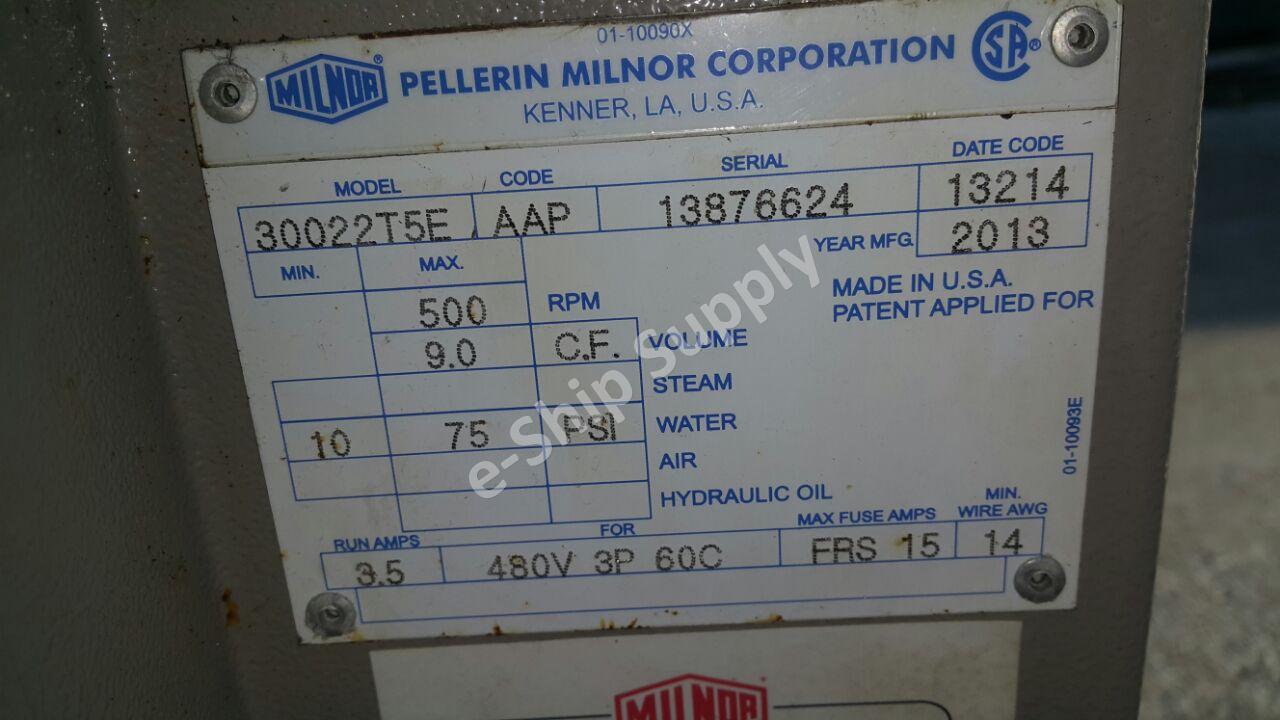 01-10090X
MILNOR® PELLERIN MILNOR CORPORATION CSA®
KENNER, LA, U.S.A.
MODEL CODE SERIAL DATE CODE
30022T5E AAP 13876624 13214
YEAR MFG. 2013
MIN. MAX.
MADE IN U.S.A.
PATENT APPLIED FOR
500 RPM
9.0 C.F. VOLUME
STEAM
10 75 PSI WATER
AIR
HYDRAULIC OIL
01-10093E
RUN AMPS FOR MAX FUSE AMPS MIN. WIRE AWG
3.5 480V 3P 60C FRS 15 14
e-Ship Supply
MILNOR